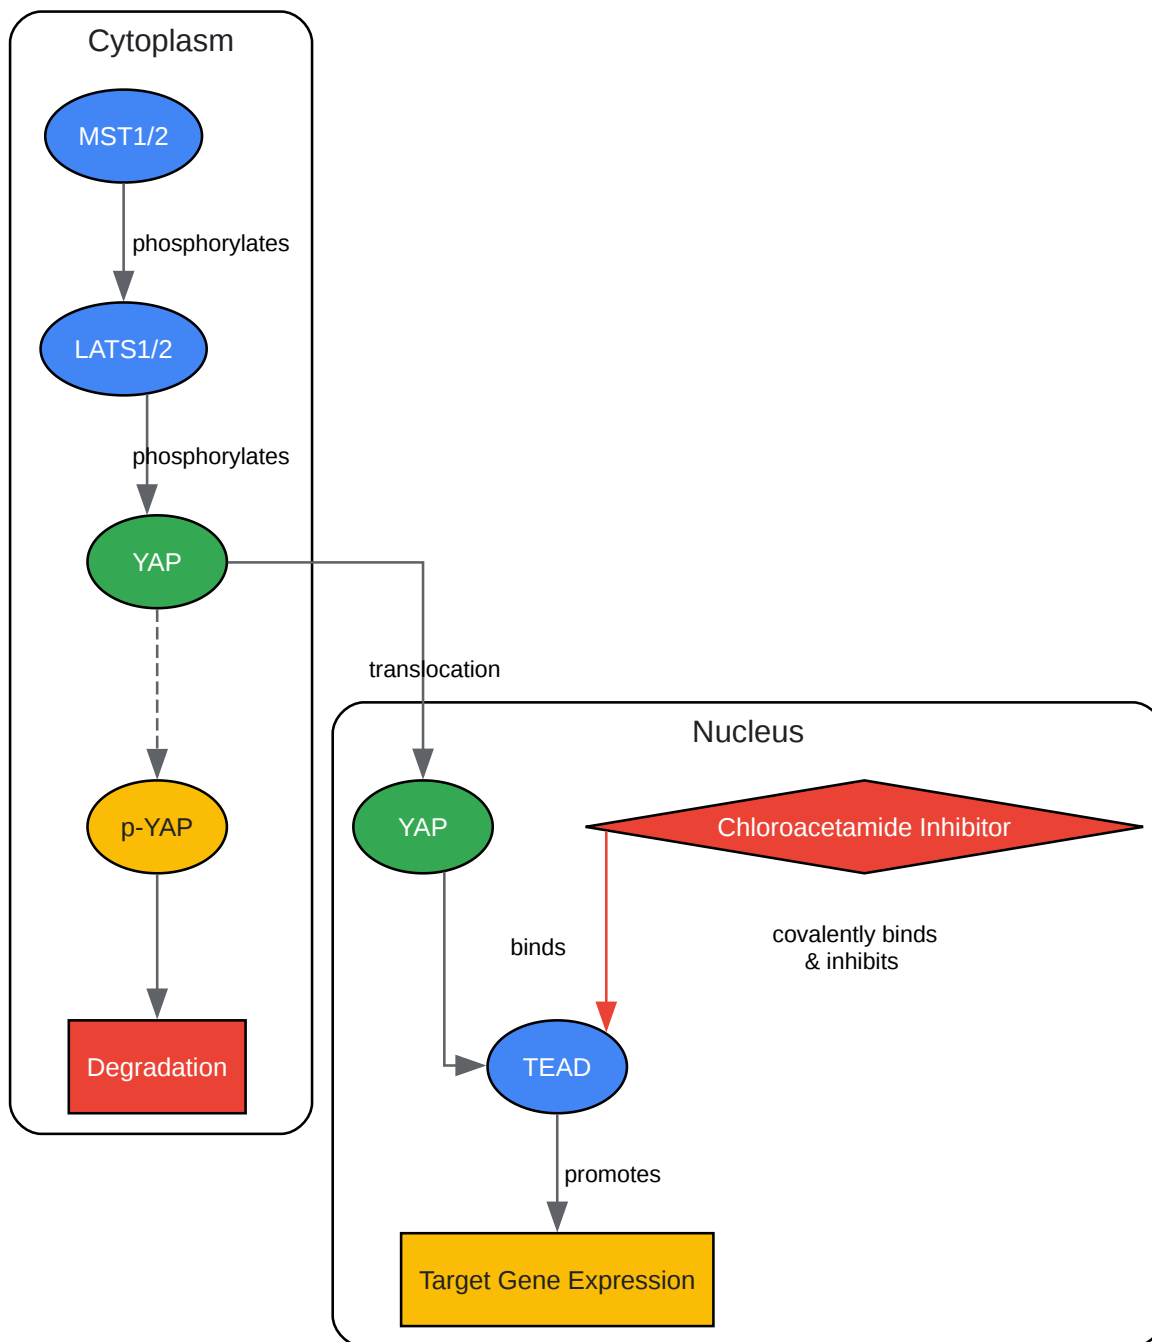 Cytoplasm
MST1/2
phosphorylates
LATS1/2
phosphorylates
YAP
translocation
Nucleus
p-YAP
YAP
Chloroacetamide Inhibitor
binds
covalently binds
& inhibits
Degradation
TEAD
promotes
Target Gene Expression